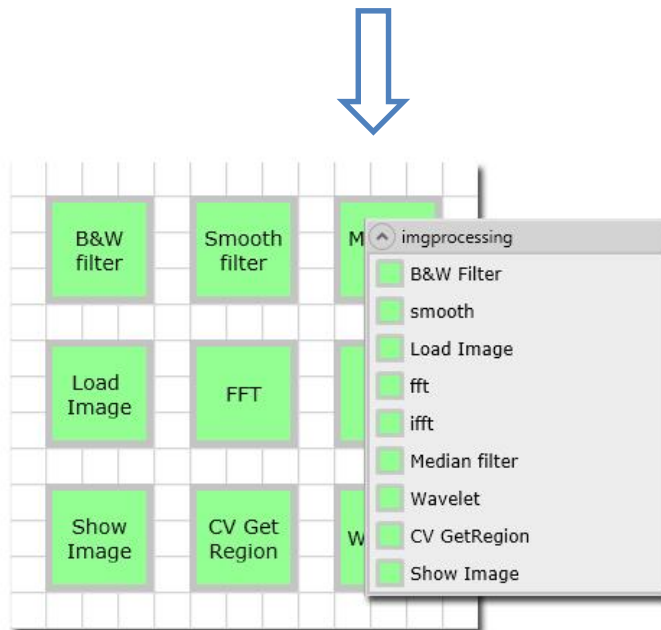 B&W
filter
Smooth
filter
M
Load
Image
FFT
Show
Image
CV Get
Region
W
imgprocessing
B&W Filter
smooth
Load Image
fft
ifft
Median filter
Wavelet
CV GetRegion
Show Image